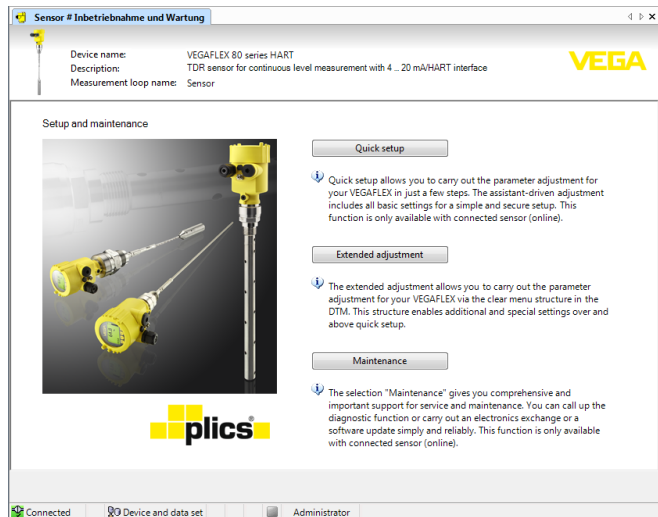 Sensor # Inbetriebnahme und Wartung
Device name: VEGAFLEX 80 series HART
Description: TDR sensor for continuous level measurement with 4 ... 20 mA/HART interface
Measurement loop name: Sensor
VEGA
Setup and maintenance
Quick setup
Quick setup allows you to carry out the parameter adjustment for
your VEGAFLEX in just a few steps. The assistant-driven adjustment
includes all basic settings for a simple and secure setup. This
function is only available with connected sensor (online).
Extended adjustment
The extended adjustment allows you to carry out the parameter
adjustment for your VEGAFLEX via the clear menu structure in the
DTM. This structure enables additional and special settings over and
above quick setup.
Maintenance
The selection "Maintenance" gives you comprehensive and
important support for service and maintenance. You can call up the
diagnostic function or carry out an electronics exchange or a
software update simply and reliably. This function is only available
with connected sensor (online).
plics®
Connected Device and data set Administrator